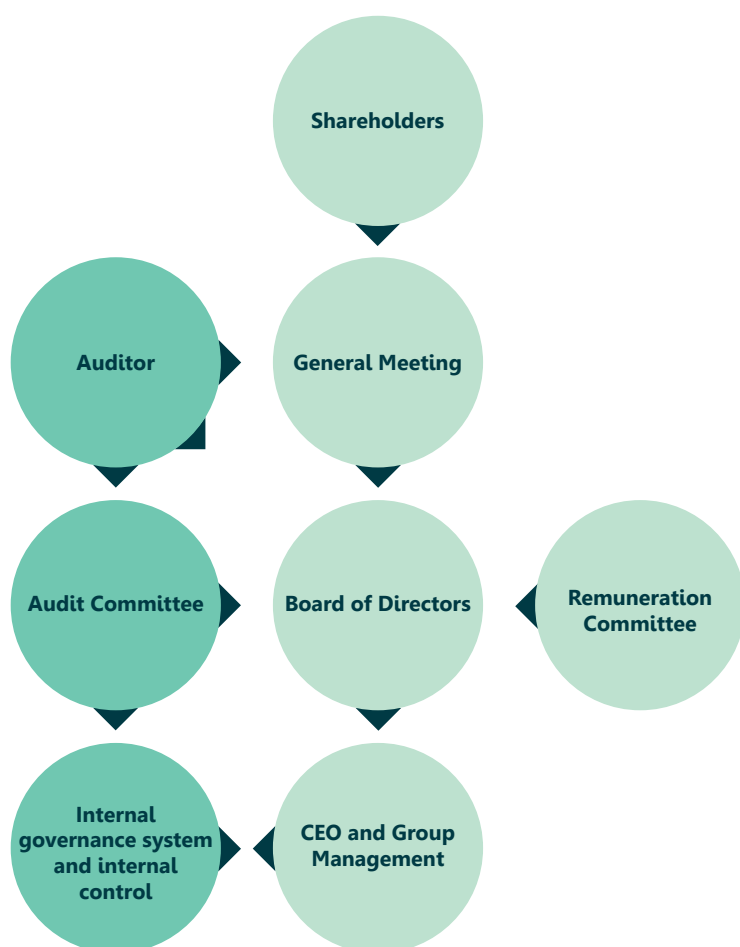 Shareholders
Auditor
General Meeting
Audit Committee
Board of Directors
Remuneration
Committee
Internal
governance system
and internal
control
CEO and Group
Management